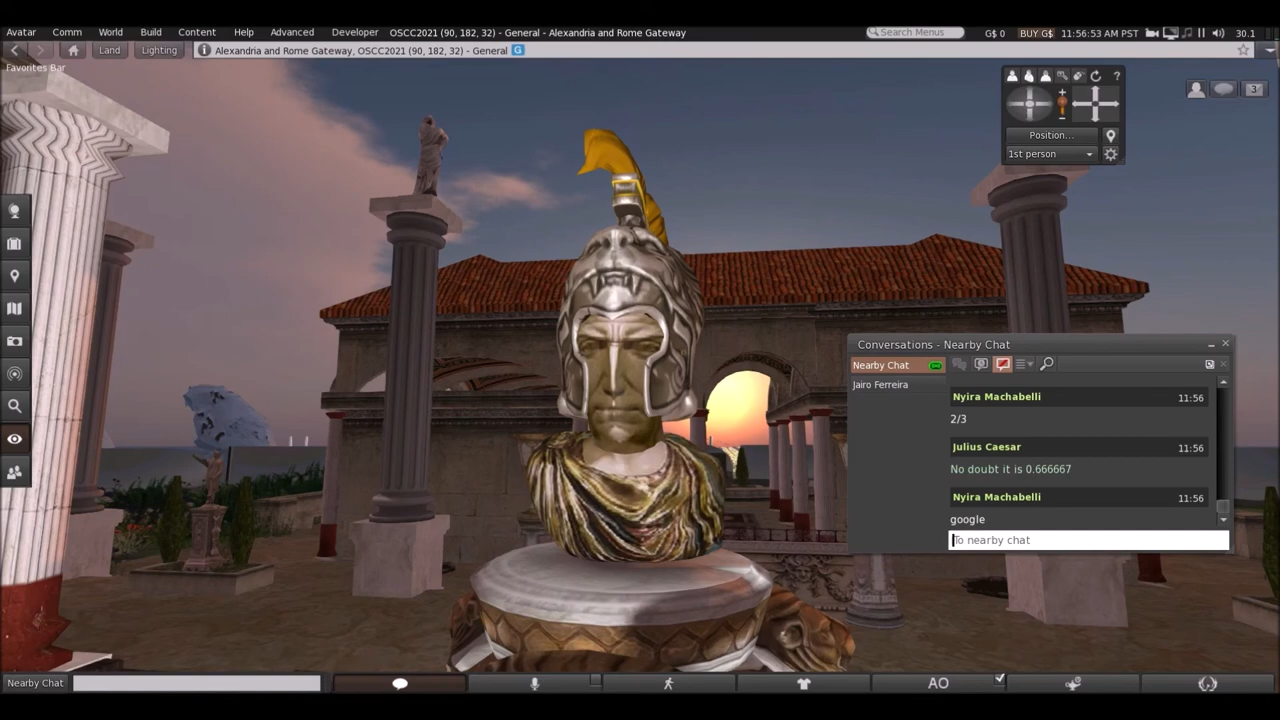 Avatar Comm World Build Content Help Advanced Developer OSCC2021 (90, 182, 32) - General - Alexandria and Rome Gateway Search Menus G$ 0 BUY G$ 11:56:53 AM PST 30.1
Land Lighting Alexandria and Rome Gateway, OSCC2021 (90, 182, 32) - General G
Favorites Bar
?
3
Position...
1st person
Conversations - Nearby Chat
Nearby Chat
Jairo Ferreira
Nyira Machabelli 11:56
2/3
Julius Caesar 11:56
No doubt it is 0.666667
Nyira Machabelli 11:56
google
To nearby chat
Nearby Chat AO